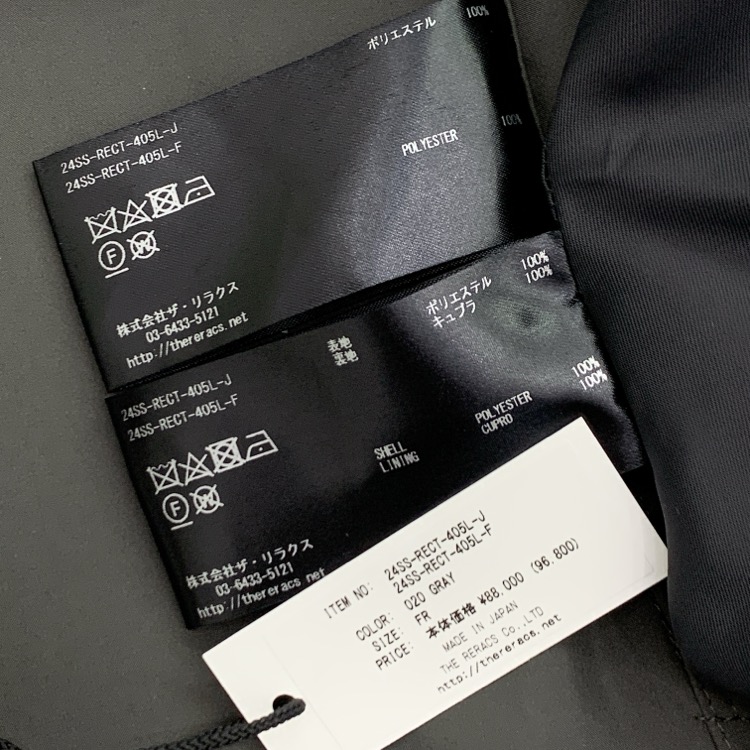 ポリエステル 100%
24SS-RECT-405L-J
24SS-RECT-405L-F
POLYESTER 100%
F
W
株式会社ザ・リラクス
03-6433-5121
http://thereracs.net
表地 ポリエステル 100%
裏地 キュプラ 100%
24SS-RECT-405L-J
24SS-RECT-405L-F
SHELL POLYESTER 100%
LINING CUPRO 100%
F
W
株式会社ザ・リラクス
03-6433-5121
http://thereracs.net
ITEM NO: 24SS-RECT-405L-J
24SS-RECT-405L-F
COLOR: 020 GRAY
SIZE: FR
PRICE: 本体価格 ¥88,000 (96,800)
MADE IN JAPAN
THE RERACS Co.,LTD
http://thereracs.net